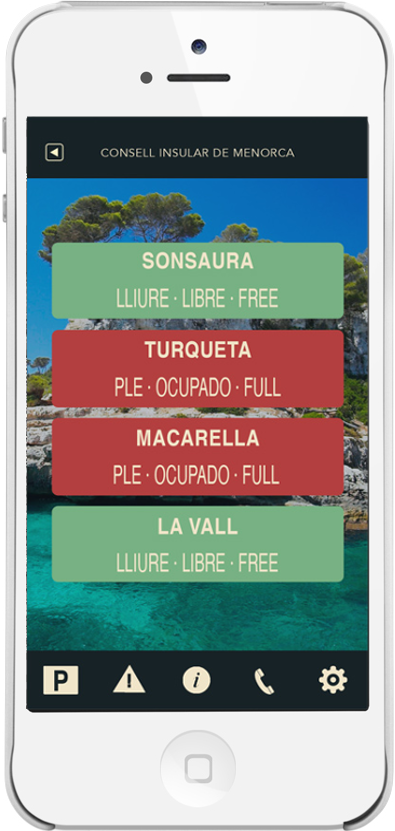 CONSELL INSULAR DE MENORCA
SONSAURA
LLIURE · LIBRE · FREE
TURQUETA
PLE · OCUPADO · FULL
MACARELLA
PLE · OCUPADO · FULL
LA VALL
LLIURE · LIBRE · FREE
P ! i